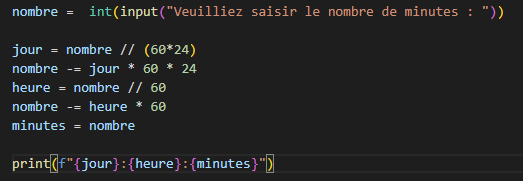 nombre =  int(input("Veuilliez saisir le nombre de minutes : "))
jour = nombre // (60*24)
nombre -= jour * 60 * 24
heure = nombre // 60
nombre -= heure * 60
minutes = nombre
print(f"{jour}:{heure}:{minutes}")